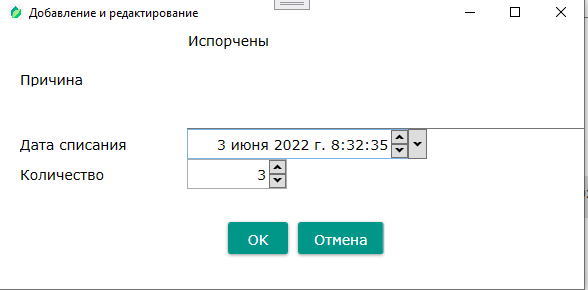 Добавление и редактирование
Испорчены
Причина
Дата списания 3 июня 2022 г. 8:32:35
Количество 3
OK Отмена